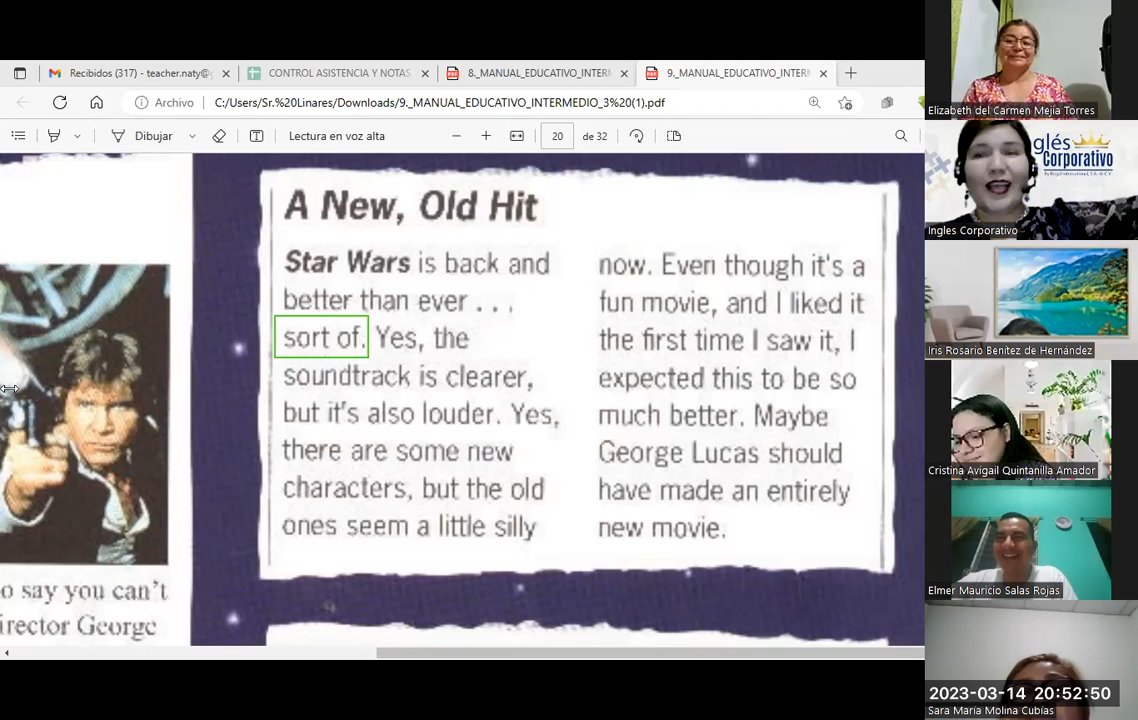 Recibidos (317) - teacher.naty@g
CONTROL ASISTENCIA Y NOTAS
8._MANUAL_EDUCATIVO_INTERM
9._MANUAL_EDUCATIVO_INTERM
Archivo C:/Users/Sr.%20Linares/Downloads/9._MANUAL_EDUCATIVO_INTERMEDIO_3%20(1).pdf
Dibujar Lectura en voz alta 20 de 32
A New, Old Hit
Star Wars is back and
better than ever . . .
sort of. Yes, the
soundtrack is clearer,
but it's also louder. Yes,
there are some new
characters, but the old
ones seem a little silly
now. Even though it's a
fun movie, and I liked it
the first time I saw it, I
expected this to be so
much better. Maybe
George Lucas should
have made an entirely
new movie.
o say you can't
irector George
Elizabeth del Carmen Mejía Torres
glés
Corporativo
Ingles Corporativo
Iris Rosario Benítez de Hernández
Cristina Avigail Quintanilla Amador
Elmer Mauricio Salas Rojas
2023-03-14 20:52:50
Sara María Molina Cubías